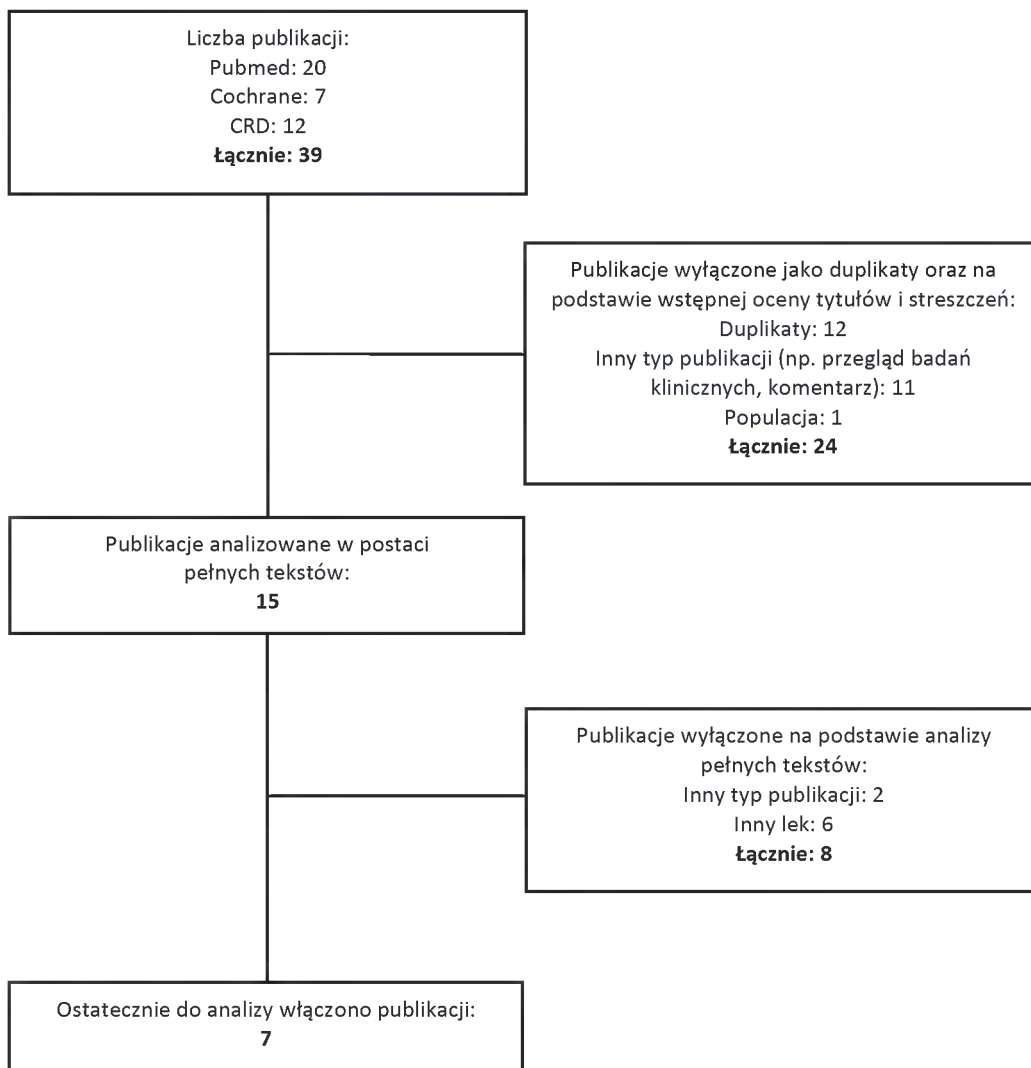 Liczba publikacji:
Pubmed: 20
Cochrane: 7
CRD: 12
Łącznie: 39
Publikacje wyłączone jako duplikaty oraz na
podstawie wstępnej oceny tytułów i streszczeń:
Duplikaty: 12
Inny typ publikacji (np. przegląd badań
klinicznych, komentarz): 11
Populacja: 1
Łącznie: 24
Publikacje analizowane w postaci
pełnych tekstów:
15
Publikacje wyłączone na podstawie analizy
pełnych tekstów:
Inny typ publikacji: 2
Inny lek: 6
Łącznie: 8
Ostatecznie do analizy włączono publikacji:
7